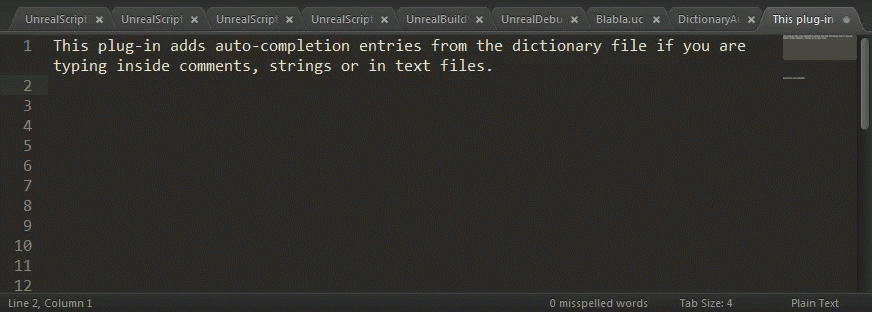 UnrealScript UnrealScript UnrealScript UnrealScript UnrealBuild UnrealDebu Blabla.uc DictionaryAu This plug-in
1 This plug-in adds auto-completion entries from the dictionary file if you are
typing inside comments, strings or in text files.
2
3
4
5
6
7
8
9
10
11
12
Line 2, Column 1 0 misspelled words Tab Size: 4 Plain Text